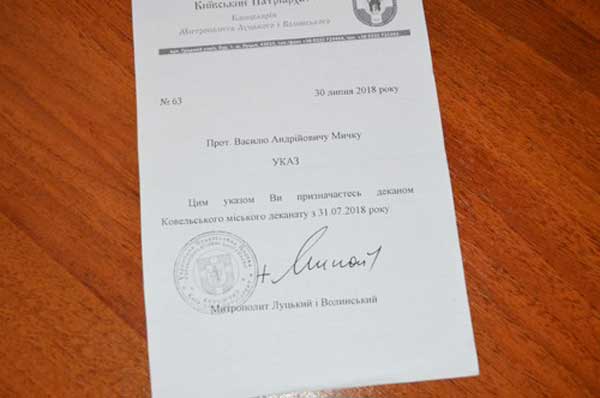 Київський Патріархат
Канцелярія
Митрополита Луцького і Волинського
№ 63
30 липня 2018 року
Прот. Василю Андрійовичу Мичку
УКАЗ
Цим указом Ви призначаєтесь деканом
Ковельського міського деканату з 31.07.2018 року
Митрополит Луцький і Волинський